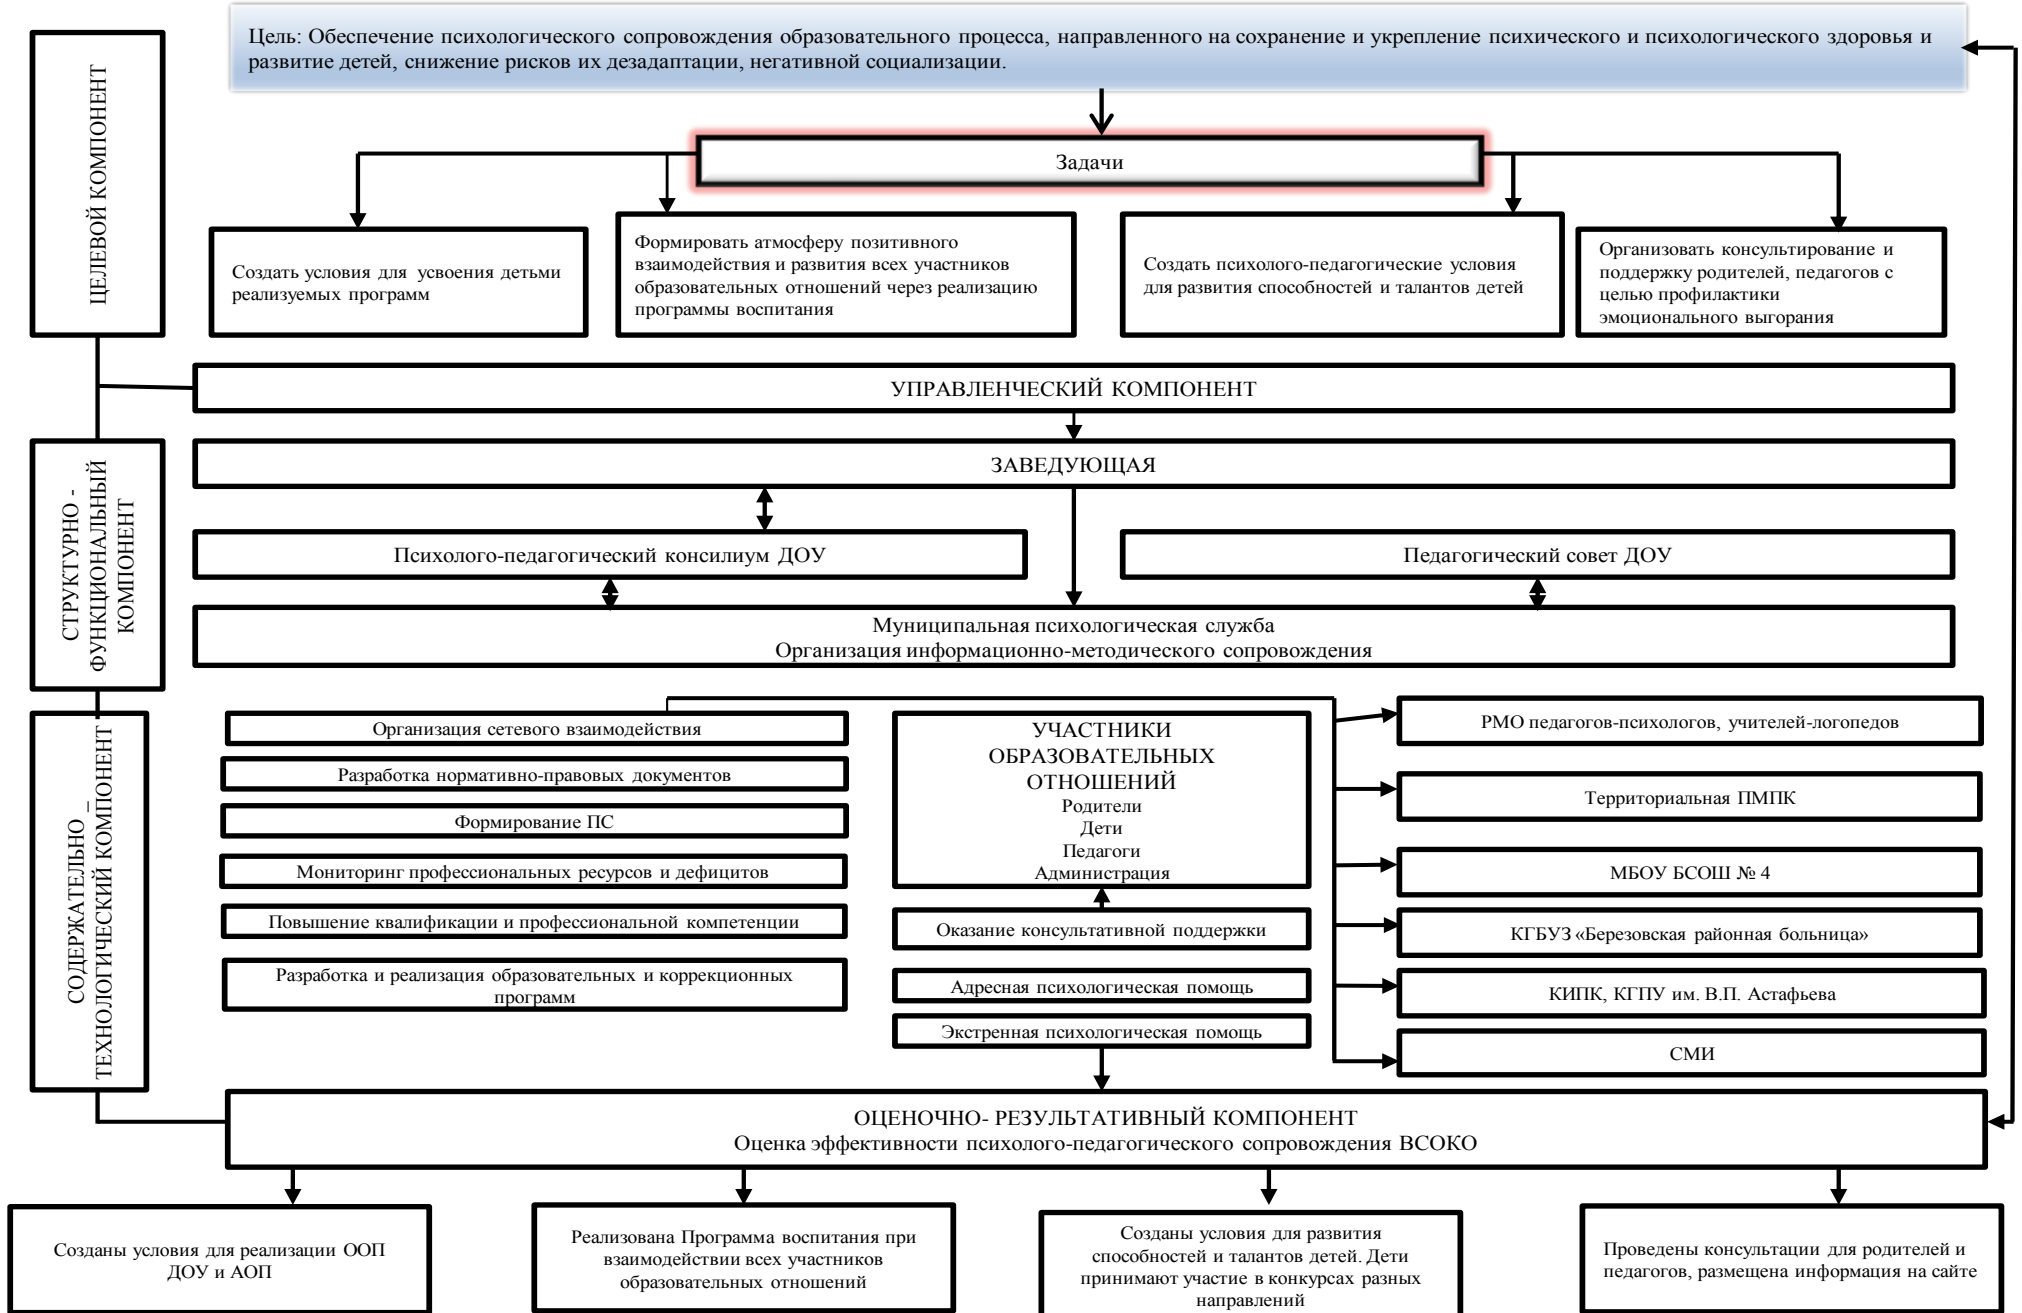 Цель: Обеспечение психологического сопровождения образовательного процесса, направленного на сохранение и укрепление психического и психологического здоровья и
развитие детей, снижение рисков их дезадаптации, негативной социализации.
ЦЕЛЕВОЙ КОМПОНЕНТ
Задачи
Создать условия для усвоения детьми
реализуемых программ
Формировать атмосферу позитивного
взаимодействия и развития всех участников
образовательных отношений через реализацию
программы воспитания
Создать психолого-педагогические условия
для развития способностей и талантов детей
Организовать консультирование и
поддержку родителей, педагогов с
целью профилактики
эмоционального выгорания
УПРАВЛЕНЧЕСКИЙ КОМПОНЕНТ
СТРУКТУРНО -
ФУНКЦИОНАЛЬНЫЙ
КОМПОНЕНТ
ЗАВЕДУЮЩАЯ
Психолого-педагогический консилиум ДОУ
Педагогический совет ДОУ
Муниципальная психологическая служба
Организация информационно-методического сопровождения
СОДЕРЖАТЕЛЬНО_
ТЕХНОЛОГИЧЕСКИЙ КОМПОНЕНТ
Организация сетевого взаимодействия
Разработка нормативно-правовых документов
Формирование ПС
Мониторинг профессиональных ресурсов и дефицитов
Повышение квалификации и профессиональной компетенции
Разработка и реализация образовательных и коррекционных
программ
УЧАСТНИКИ
ОБРАЗОВАТЕЛЬНЫХ
ОТНОШЕНИЙ
Родители
Дети
Педагоги
Администрация
Оказание консультативной поддержки
Адресная психологическая помощь
Экстренная психологическая помощь
РМО педагогов-психологов, учителей-логопедов
Территориальная ПМПК
МБОУ БСОШ № 4
КГБУЗ «Березовская районная больница»
КИПК, КГПУ им. В.П. Астафьева
СМИ
ОЦЕНОЧНО- РЕЗУЛЬТАТИВНЫЙ КОМПОНЕНТ
Оценка эффективности психолого-педагогического сопровождения ВСОКО
Созданы условия для реализации ООП
ДОУ и АОП
Реализована Программа воспитания при
взаимодействии всех участников
образовательных отношений
Созданы условия для развития
способностей и талантов детей. Дети
принимают участие в конкурсах разных
направлений
Проведены консультации для родителей и
педагогов, размещена информация на сайте